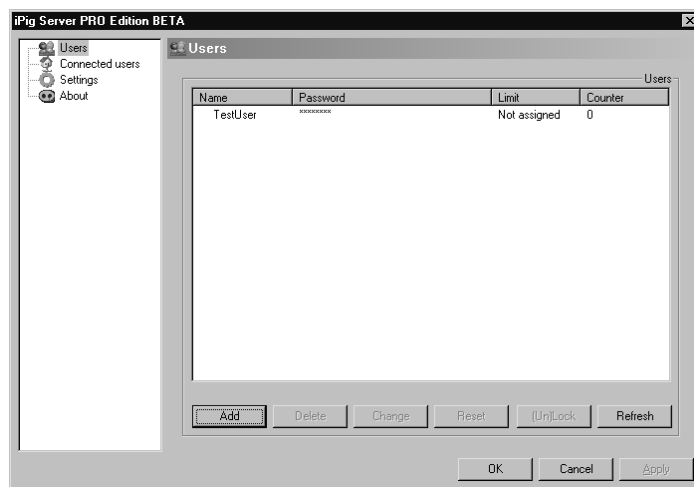 iPig Server PRO Edition BETA
Users
Connected users
Settings
About
Users
Users
Name Password Limit Counter
TestUser ******** Not assigned 0
Add Delete Change Reset (Un)Lock Refresh
OK Cancel Apply